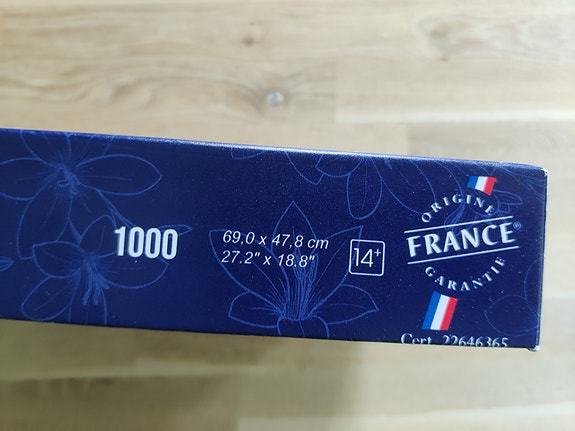 1000
69,0 x 47,8 cm
27.2" x 18.8"
14+
ORIGINE
FRANCE®
GARANTIE
Cert. 22646365